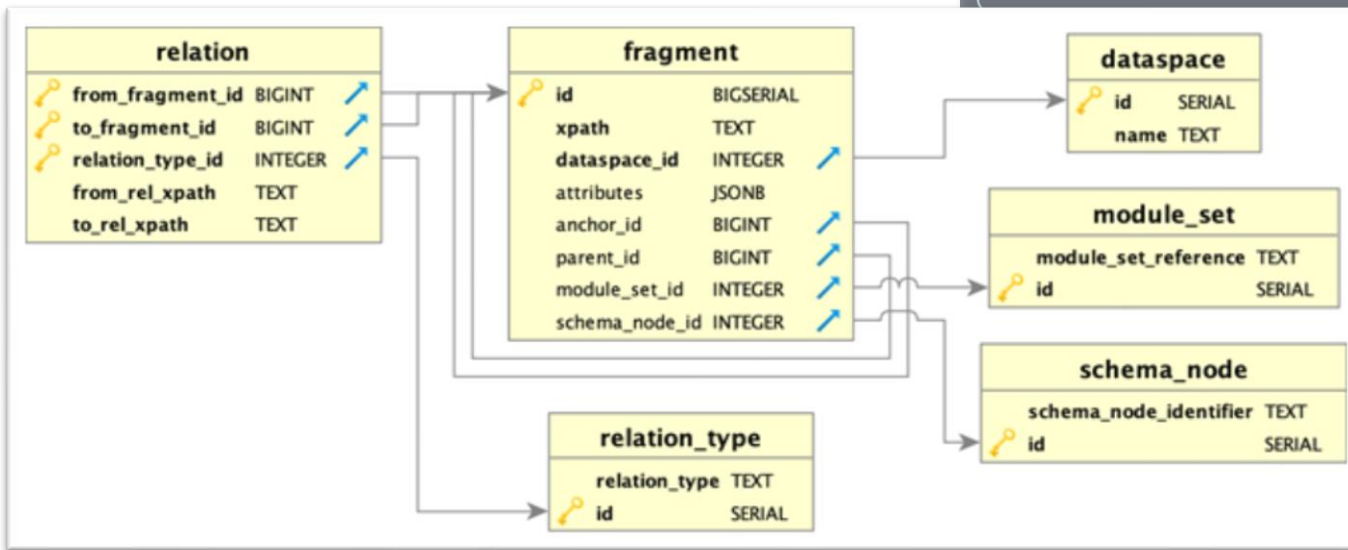 relation
from_fragment_id BIGINT
to_fragment_id BIGINT
relation_type_id INTEGER
from_rel_xpath TEXT
to_rel_xpath TEXT
fragment
id BIGSERIAL
xpath TEXT
dataspace_id INTEGER
attributes JSONB
anchor_id BIGINT
parent_id BIGINT
module_set_id INTEGER
schema_node_id INTEGER
dataspace
id SERIAL
name TEXT
module_set
module_set_reference TEXT
id SERIAL
schema_node
schema_node_identifier TEXT
id SERIAL
relation_type
relation_type TEXT
id SERIAL